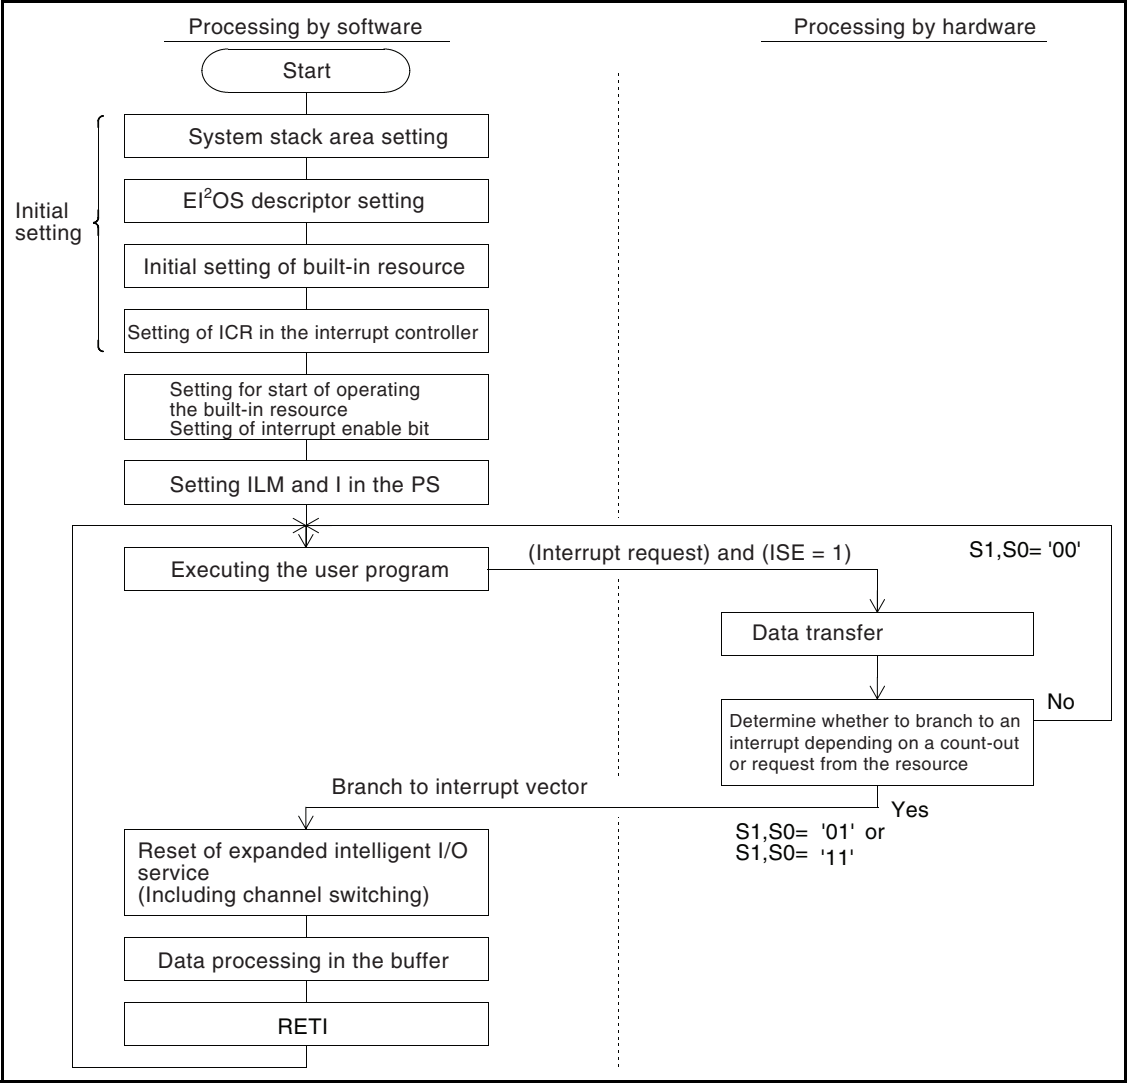 Processing by software
Processing by hardware
Start
System stack area setting
EI²OS descriptor setting
Initial
setting
Initial setting of built-in resource
Setting of ICR in the interrupt controller
Setting for start of operating
the built-in resource
Setting of interrupt enable bit
Setting ILM and I in the PS
Executing the user program
(Interrupt request) and (ISE = 1)
S1,S0= '00'
Data transfer
No
Determine whether to branch to an
interrupt depending on a count-out
or request from the resource
Branch to interrupt vector
Yes
S1,S0= '01' or
S1,S0= '11'
Reset of expanded intelligent I/O
service
(Including channel switching)
Data processing in the buffer
RETI